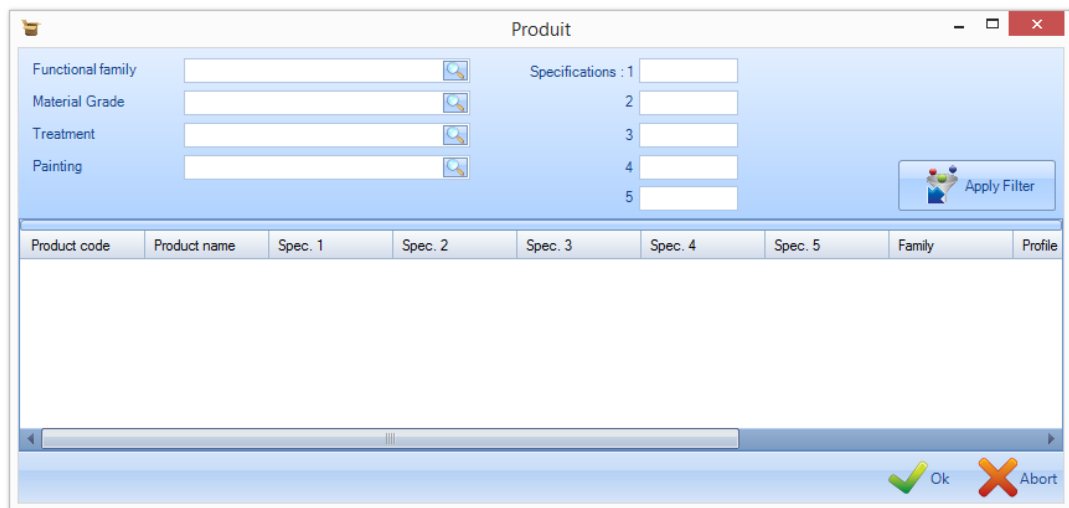 Produit
Functional family
Specifications : 1
Material Grade
2
Treatment
3
Painting
4
5
Apply Filter
Product code Product name Spec. 1 Spec. 2 Spec. 3 Spec. 4 Spec. 5 Family Profile
Ok Abort